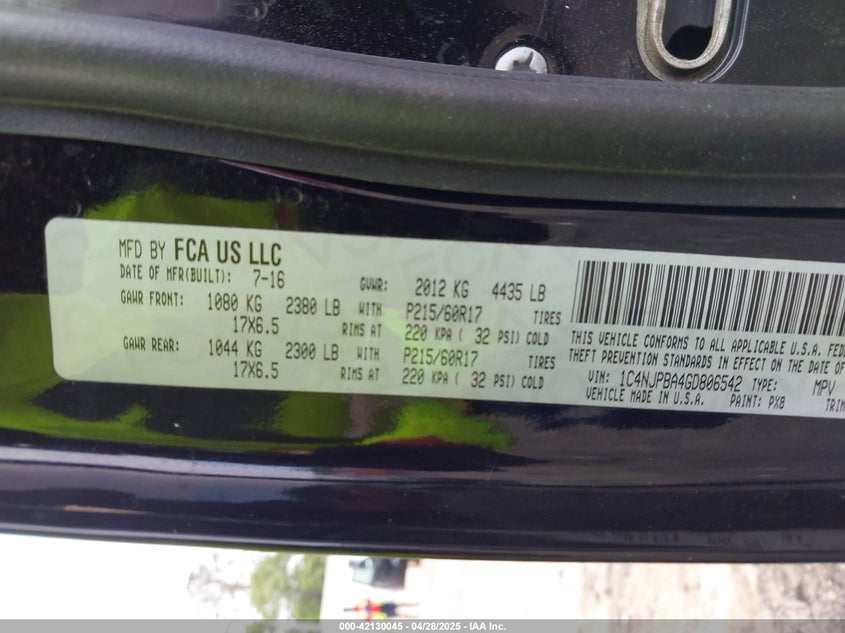 MFD BY FCA US LLC
DATE OF MFR(BUILT): 7-16 GVWR: 2012 KG 4435 LB
GAWR FRONT: 1080 KG 2380 LB WITH P215/60R17 TIRES
17X6.5 RIMS AT 220 KPA ( 32 PSI) COLD
GAWR REAR: 1044 KG 2300 LB WITH P215/60R17 TIRES
17X6.5 RIMS AT 220 KPA ( 32 PSI) COLD
THIS VEHICLE CONFORMS TO ALL APPLICABLE U.S.A. FED
THEFT PREVENTION STANDARDS IN EFFECT ON THE DATE OF
VIN: 1C4NJPBA4GD806542 TYPE: MPV
VEHICLE MADE IN U.S.A. PAINT: PX8 TRIM
000-42130045 - 04/28/2025 - IAA Inc.